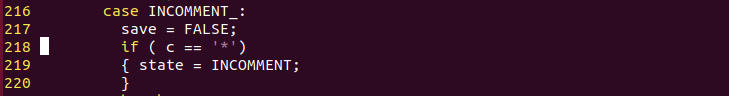 216 case INCOMMENT_:
217 save = FALSE;
218 if ( c == '*')
219 { state = INCOMMENT;
220 }